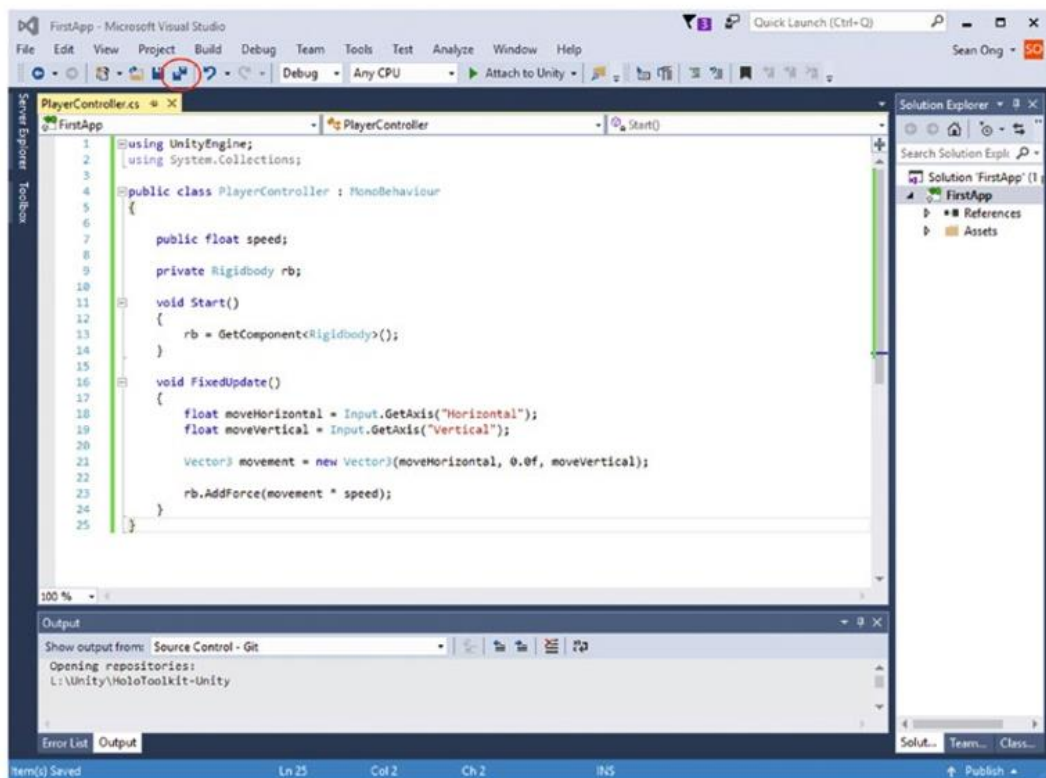 FirstApp - Microsoft Visual Studio
3
Quick Launch (Ctrl+Q)
File Edit View Project Build Debug Team Tools Test Analyze Window Help
Sean Ong
SO
Debug
Any CPU
Attach to Unity
Server Explorer
Toolbox
PlayerController.cs
FirstApp
PlayerController
Start()
1 using UnityEngine;
2 using System.Collections;
3
4 public class PlayerController : MonoBehaviour
5 {
6
7 public float speed;
8
9 private Rigidbody rb;
10
11 void Start()
12 {
13 rb = GetComponent<Rigidbody>();
14 }
15
16 void FixedUpdate()
17 {
18 float moveHorizontal = Input.GetAxis("Horizontal");
19 float moveVertical = Input.GetAxis("Vertical");
20
21 Vector3 movement = new Vector3(moveHorizontal, 0.0f, moveVertical);
22
23 rb.AddForce(movement * speed);
24 }
25 }
100 %
Solution Explorer
Search Solution Expl
Solution 'FirstApp' (1
FirstApp
References
Assets
Output
Show output from: Source Control - Git
Opening repositories:
L:\Unity\HoloToolkit-Unity
Error List Output
Solut... Team... Class...
Item(s) Saved Ln 25 Col 2 Ch 2 INS Publish